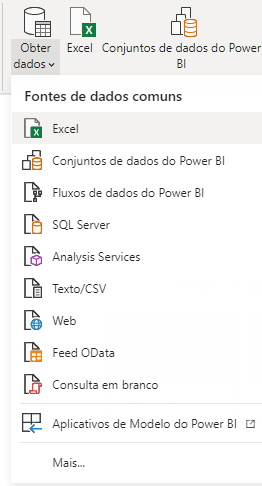 Obter
dados
Excel
Conjuntos de dados do Power
BI
Fontes de dados comuns
Excel
Conjuntos de dados do Power BI
Fluxos de dados do Power BI
SQL Server
Analysis Services
Texto/CSV
Web
Feed OData
Consulta em branco
Aplicativos de Modelo do Power BI
Mais...